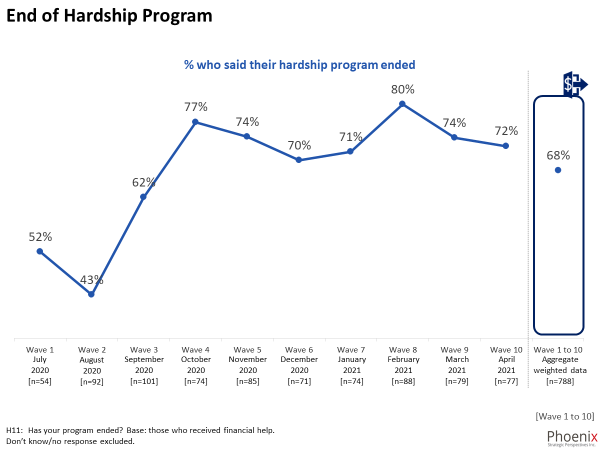 End of Hardship Program
% who said their hardship program ended
$
52%
43%
62%
77%
74%
70%
71%
80%
74%
72%
68%
Wave 1
July
2020
[n=54]
Wave 2
August
2020
[n=92]
Wave 3
September
2020
[n=101]
Wave 4
October
2020
[n=74]
Wave 5
November
2020
[n=85]
Wave 6
December
2020
[n=71]
Wave 7
January
2021
[n=74]
Wave 8
February
2021
[n=88]
Wave 9
March
2021
[n=79]
Wave 10
April
2021
[n=77]
Wave 1 to 10
Aggregate
weighted data
[n=788]
[Wave 1 to 10]
H11: Has your program ended? Base: those who received financial help.
Don't know/no response excluded.
Phoenix
Strategic Perspectives Inc.